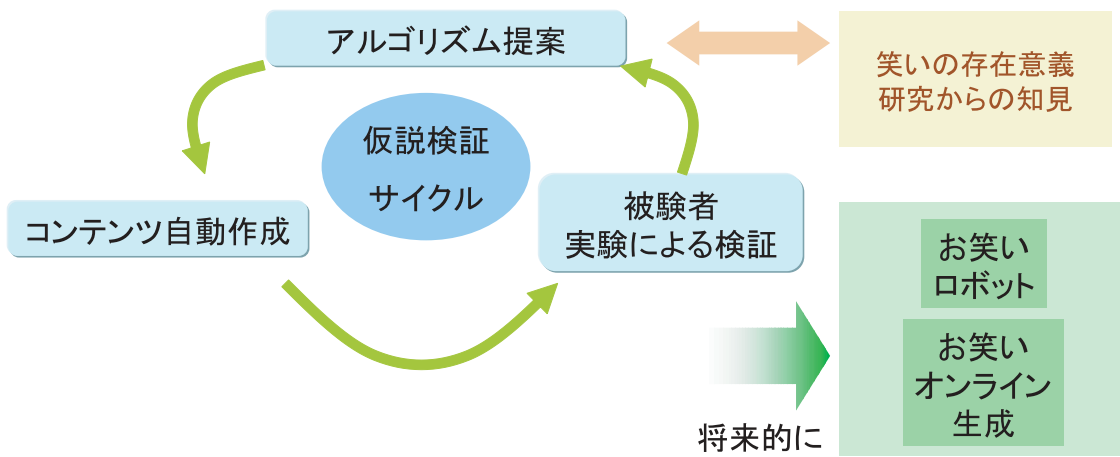 アルゴリズム提案
笑いの存在意義
研究からの知見
仮説検証
サイクル
コンテンツ自動作成
被験者
実験による検証
お笑い
ロボット
お笑い
オンライン
生成
将来的に